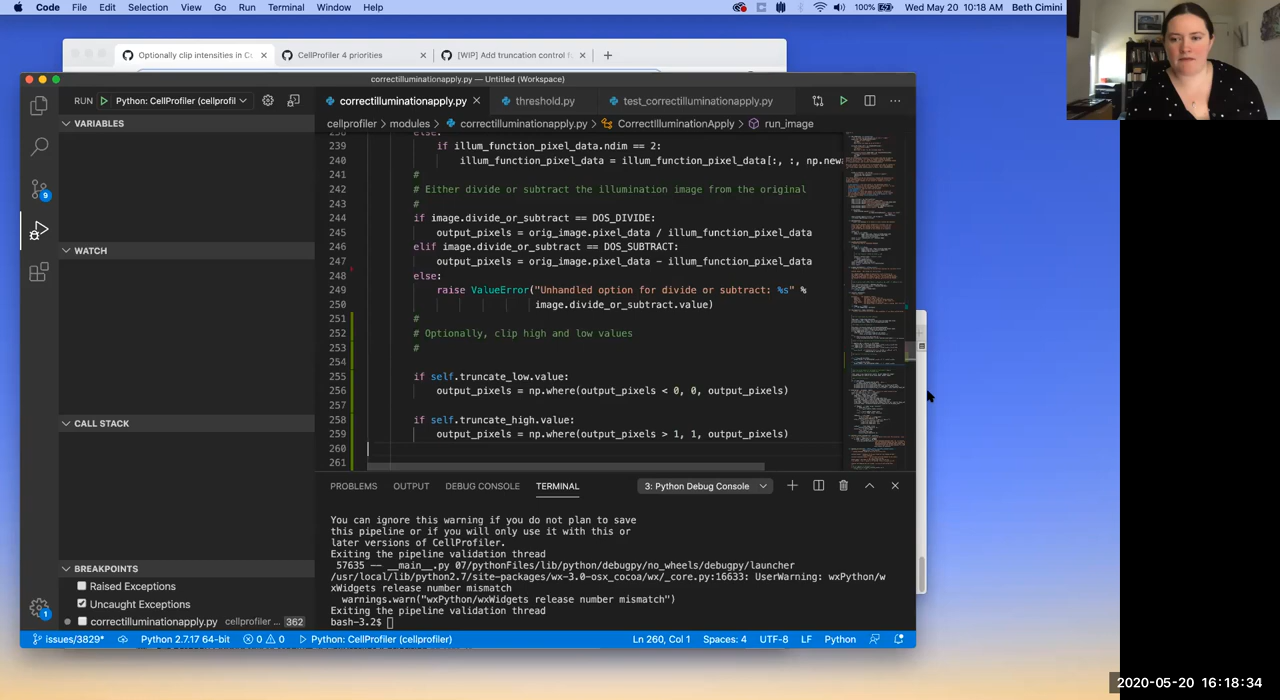 Code File Edit Selection View Go Run Terminal Window Help 100% Wed May 20 10:18 AM Beth Cimini
Optionally clip intensities in C
CellProfiler 4 priorities
[WIP] Add truncation control
correctilluminationapply.py — Untitled (Workspace)
RUN Python: CellProfiler (cellprofil
correctilluminationapply.py threshold.py test_correctilluminationapply.py
cellprofiler > modules > correctilluminationapply.py > CorrectIlluminationApply > run_image
VARIABLES
WATCH
CALL STACK
BREAKPOINTS
Raised Exceptions
Uncaught Exceptions
correctilluminationapply.py cellprofiler ... 362
9
1
238 else:
239 if illum_function_pixel_data.ndim == 2:
240 illum_function_pixel_data = illum_function_pixel_data[:, :, np.new
241 #
242 # Either divide or subtract the illumination image from the original
243 #
244 if image.divide_or_subtract == DOS_DIVIDE:
245 output_pixels = orig_image.pixel_data / illum_function_pixel_data
246 elif image.divide_or_subtract == DOS_SUBTRACT:
247 output_pixels = orig_image.pixel_data - illum_function_pixel_data
248 else:
249 raise ValueError("Unhandled option for divide or subtract: %s" %
250 image.divide_or_subtract.value)
251 #
252 # Optionally, clip high and low values
253 #
254
255 if self.truncate_low.value:
256 output_pixels = np.where(output_pixels < 0, 0, output_pixels)
257
258 if self.truncate_high.value:
259 output_pixels = np.where(output_pixels > 1, 1, output_pixels)
260
261
PROBLEMS OUTPUT DEBUG CONSOLE TERMINAL 3: Python Debug Console
You can ignore this warning if you do not plan to save
this pipeline or if you will only use it with this or
later versions of CellProfiler.
Exiting the pipeline validation thread
57635 -- __main__.py 07/pythonFiles/lib/python/debugpy/no_wheels/debugpy/launcher
/usr/local/lib/python2.7/site-packages/wx-3.0-osx_cocoa/wx/_core.py:16633: UserWarning: wxPython/w
xWidgets release number mismatch
warnings.warn("wxPython/wxWidgets release number mismatch")
Exiting the pipeline validation thread
bash-3.2$
issues/3829* Python 2.7.17 64-bit 0 0 Python: CellProfiler (cellprofiler) Ln 260, Col 1 Spaces: 4 UTF-8 LF Python
2020-05-20 16:18:34